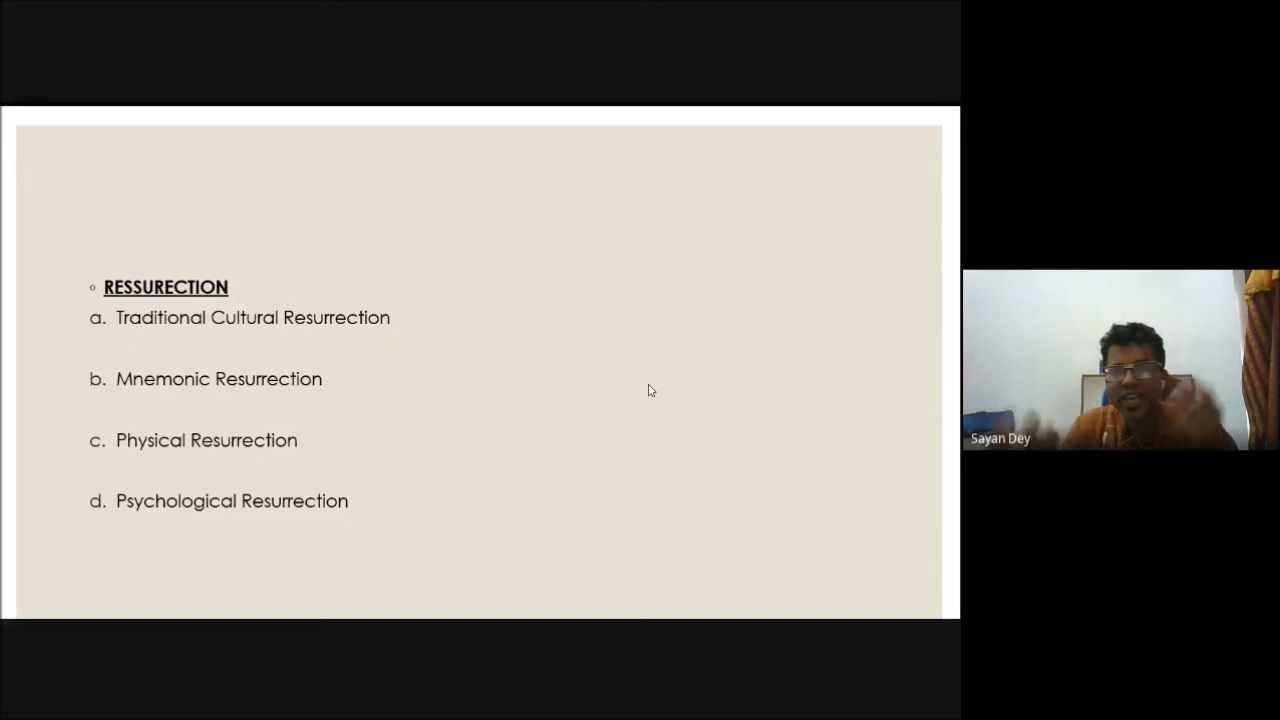 RESSURECTION
a. Traditional Cultural Resurrection
b. Mnemonic Resurrection
c. Physical Resurrection
d. Psychological Resurrection
Sayan Dey